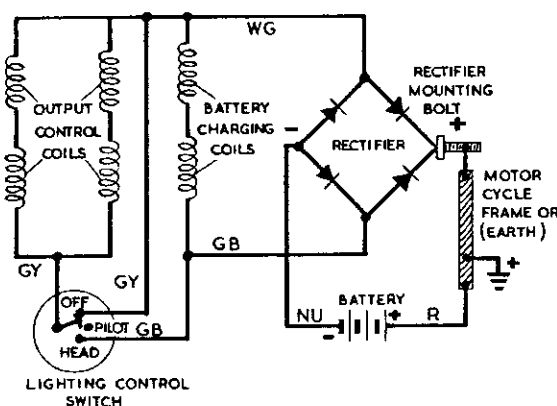 WG
OUTPUT
CONTROL
COILS
BATTERY
CHARGING
COILS
RECTIFIER
MOUNTING
BOLT
-
RECTIFIER
+
MOTOR
CYCLE
FRAME OR
(EARTH)
+
GY
GY
GB
OFF
PILOT
GB
HEAD
NU
BATTERY
-
+
R
LIGHTING CONTROL
SWITCH